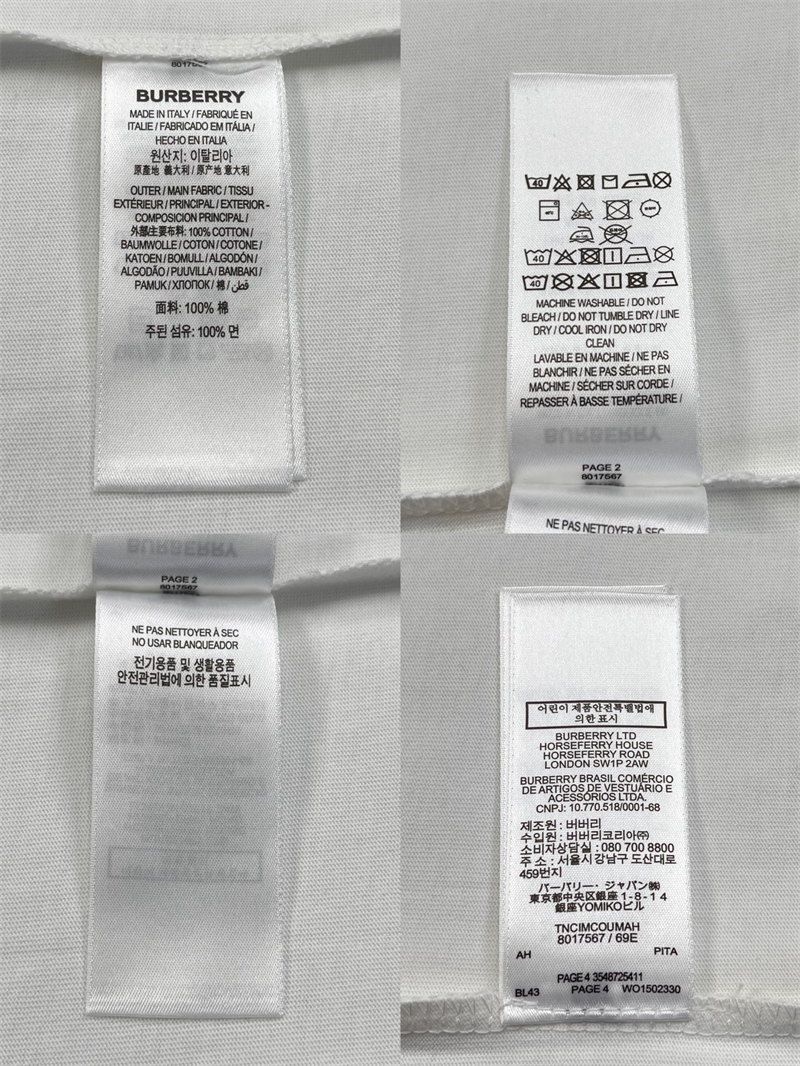 BURBERRY
MADE IN ITALY / FABRIQUÉ EN
ITALIE / FABRICADO EM ITÁLIA /
HECHO EN ITALIA
원산지: 이탈리아
原產地 義大利 / 原产地 意大利
OUTER / MAIN FABRIC / TISSU
EXTÉRIEUR / PRINCIPAL / EXTERIOR -
COMPOSICION PRINCIPAL /
外部/主要布料: 100% COTTON /
BAUMWOLLE / COTON / COTONE /
KATOEN / BOMULL / ALGODÓN /
ALGODÃO / PUUVILLA / BAMBAKI /
PAMUK / ХЛОПОК / 棉 / قطن /
面料: 100% 棉
주된 섬유: 100% 면
40
40
40
MACHINE WASHABLE / DO NOT
BLEACH / DO NOT TUMBLE DRY / LINE
DRY / COOL IRON / DO NOT DRY
CLEAN
LAVABLE EN MACHINE / NE PAS
BLANCHIR / NE PAS SÉCHER EN
MACHINE / SÉCHER SUR CORDE /
REPASSER À BASSE TEMPÉRATURE /
PAGE 2
8017567
NE PAS NETTOYER À SEC
PAGE 2
8017567
NE PAS NETTOYER À SEC
NO USAR BLANQUEADOR
전기용품 및 생활용품
안전관리법에 의한 품질표시
어린이 제품안전특별법애
의한 표시
BURBERRY LTD
HORSEFERRY HOUSE
HORSEFERRY ROAD
LONDON SW1P 2AW
BURBERRY BRASIL COMÉRCIO
DE ARTIGOS DE VESTUÁRIO E
ACESSÓRIOS LTDA.
CNPJ: 10.770.518/0001-68
제조원 : 버버리
수입원 : 버버리코리아㈜
소비자상담실 : 080 700 8800
주 소 : 서울시 강남구 도산대로
459번지
バーバリー・ジャパン㈱
東京都中央区銀座 1 - 8 - 1 4
銀座YOMIKOビル
TNCIMCOUMAH
8017567 / 69E
AH PITA
PAGE 4 3548725411
BL43 PAGE 4 WO1502330